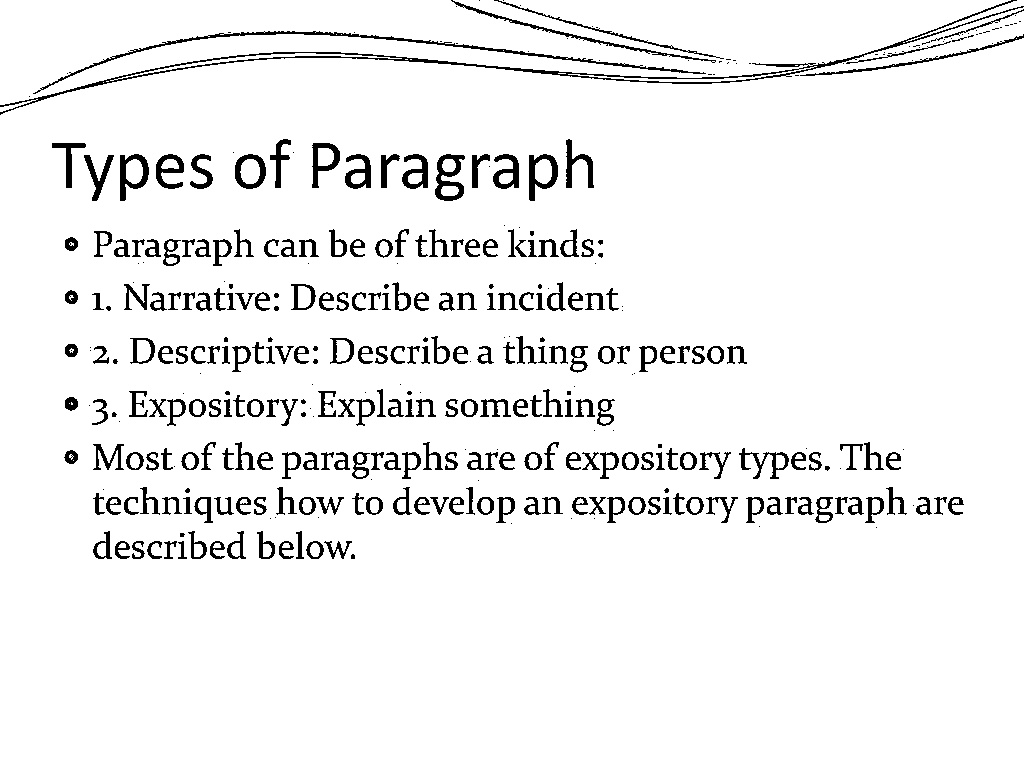 Types of Paragraph
• Paragraph can be of three kinds:
• 1. Narrative: Describe an incident
• 2. Descriptive: Describe a thing or person
• 3. Expository: Explain something
• Most of the paragraphs are of expository types. The
techniques how to develop an expository paragraph are
described below.